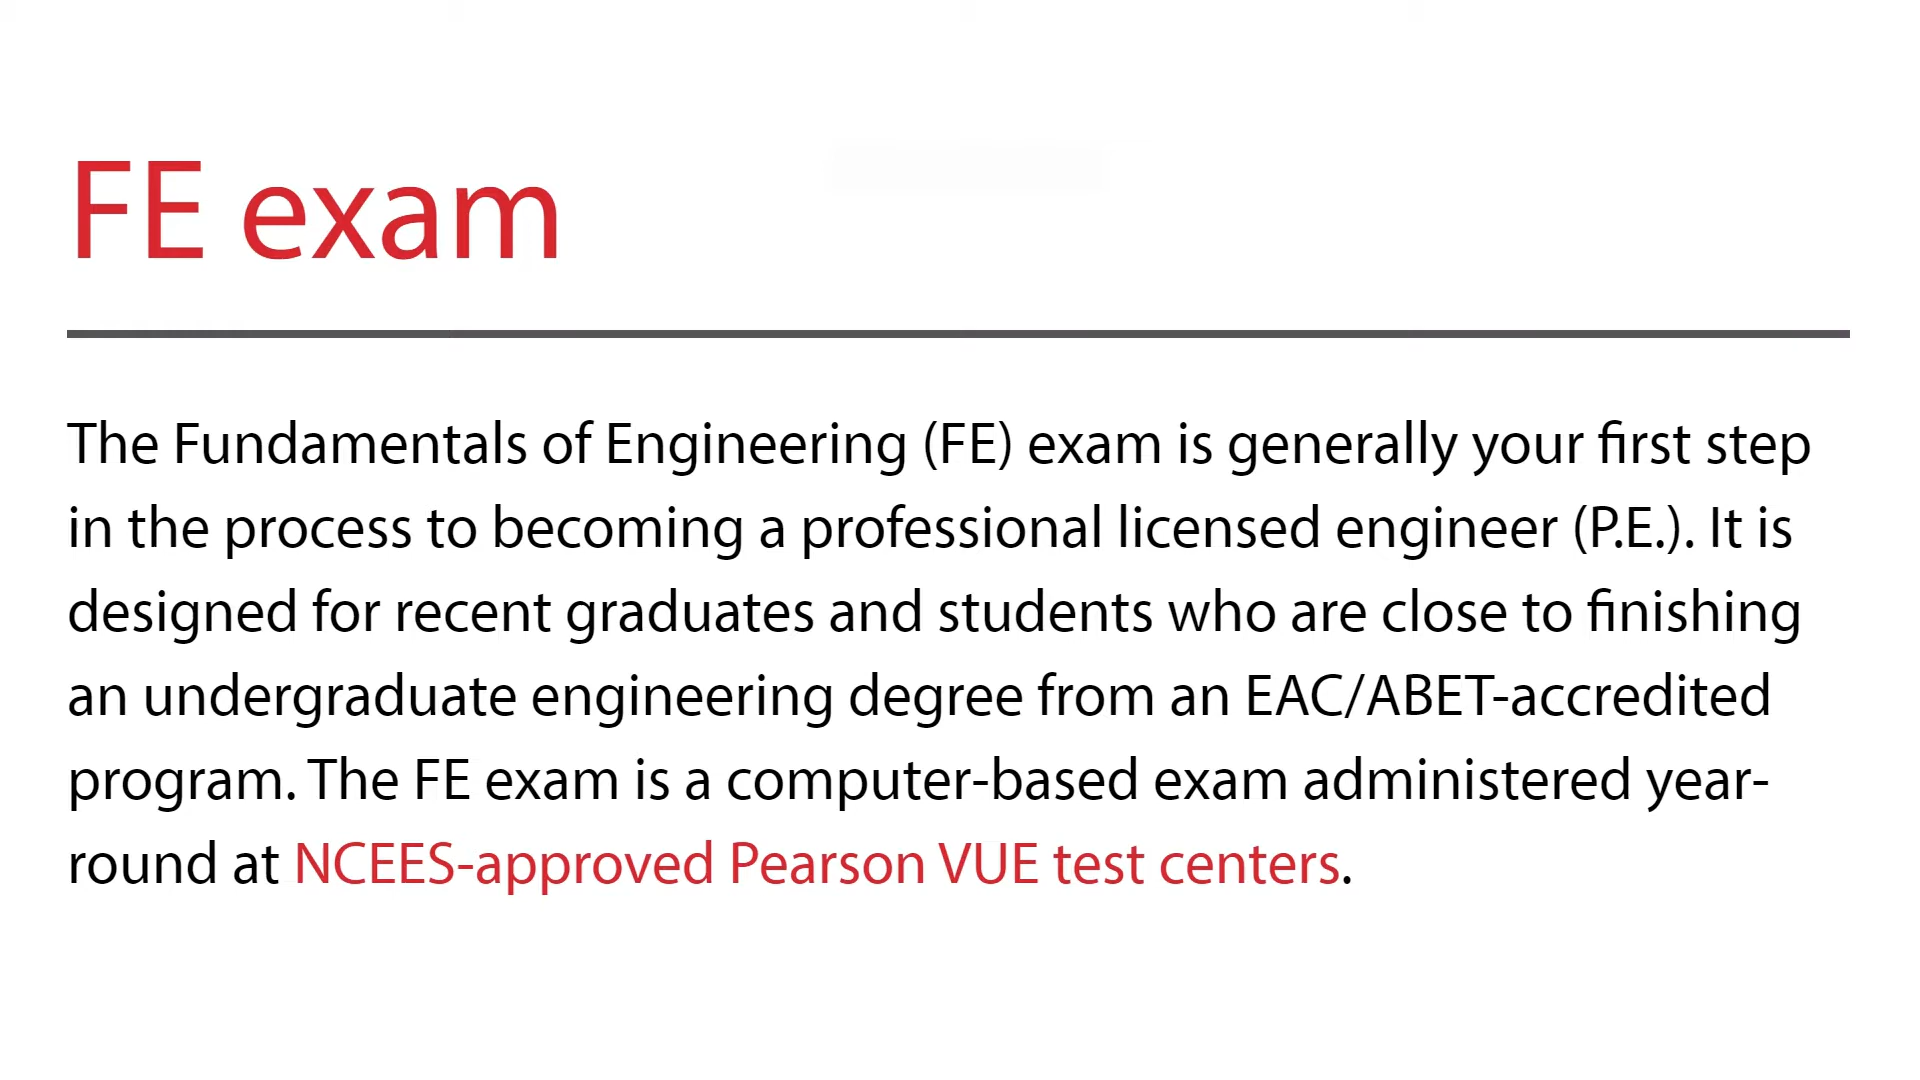 FE exam
The Fundamentals of Engineering (FE) exam is generally your first step
in the process to becoming a professional licensed engineer (P.E.). It is
designed for recent graduates and students who are close to finishing
an undergraduate engineering degree from an EAC/ABET-accredited
program. The FE exam is a computer-based exam administered year-
round at NCEES-approved Pearson VUE test centers.